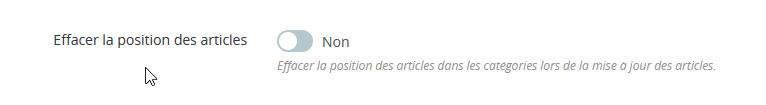 Effacer la position des articles
Non
Effacer la position des articles dans les catégories lors de la mise à jour des articles.